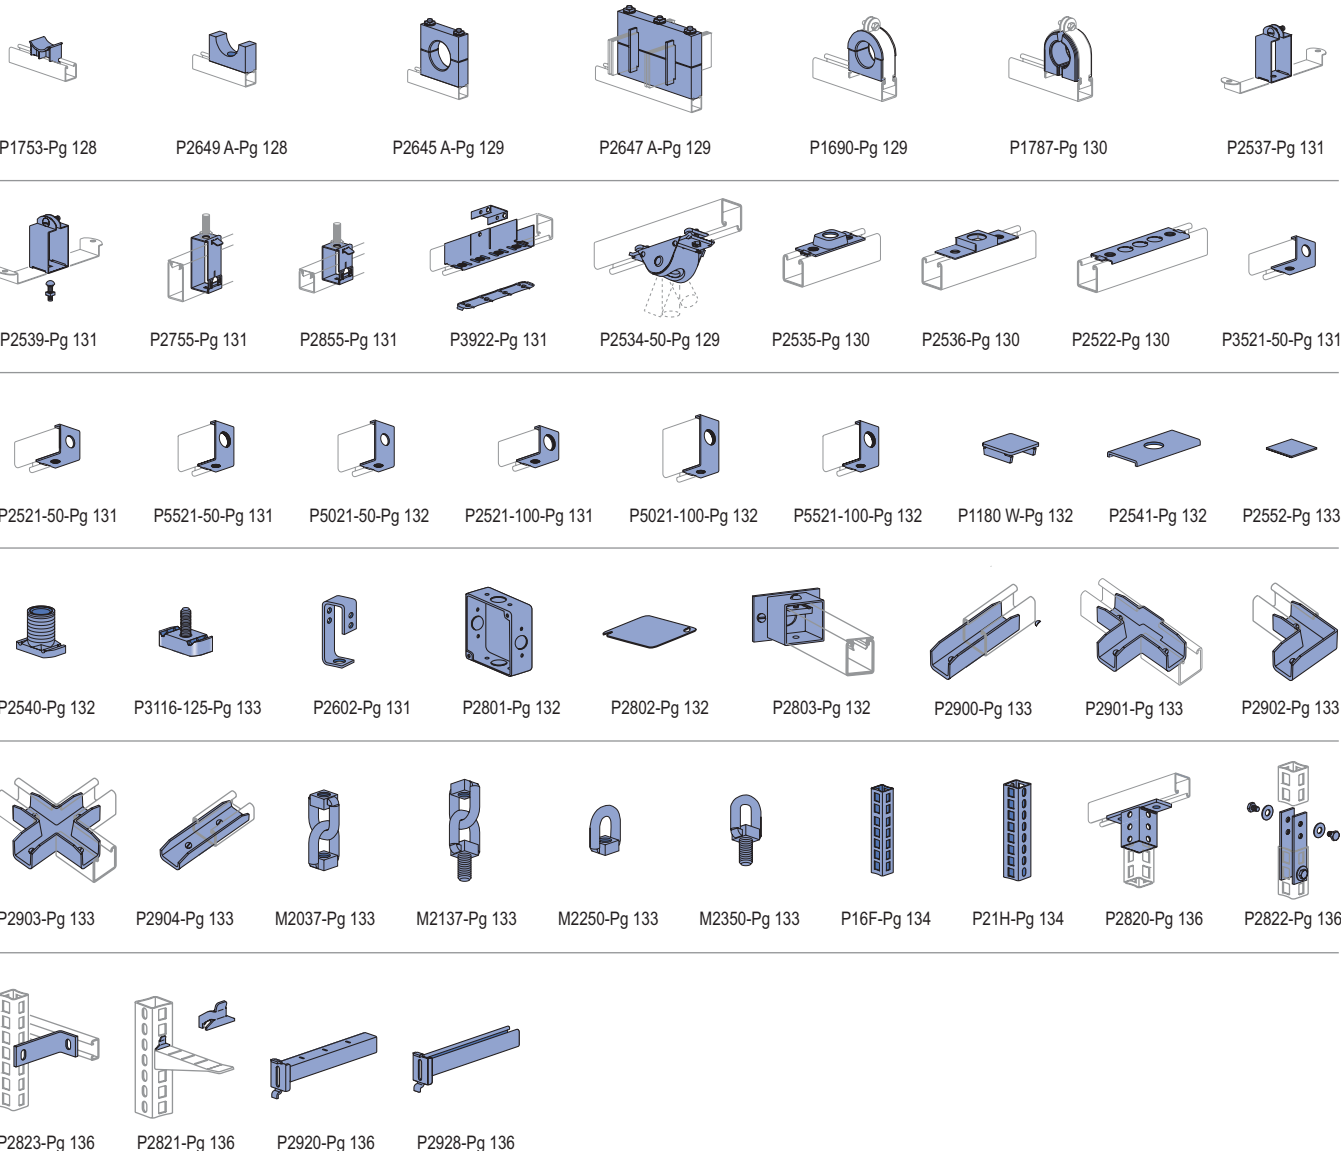 P1753-Pg 128 P2649 A-Pg 128 P2645 A-Pg 129 P2647 A-Pg 129 P1690-Pg 129 P1787-Pg 130 P2537-Pg 131
P2539-Pg 131 P2755-Pg 131 P2855-Pg 131 P3922-Pg 131 P2534-50-Pg 129 P2535-Pg 130 P2536-Pg 130 P2522-Pg 130 P3521-50-Pg 131
P2521-50-Pg 131 P5521-50-Pg 131 P5021-50-Pg 132 P2521-100-Pg 131 P5021-100-Pg 132 P5521-100-Pg 132 P1180 W-Pg 132 P2541-Pg 132 P2552-Pg 133
P2540-Pg 132 P3116-125-Pg 133 P2602-Pg 131 P2801-Pg 132 P2802-Pg 132 P2803-Pg 132 P2900-Pg 133 P2901-Pg 133 P2902-Pg 133
P2903-Pg 133 P2904-Pg 133 M2037-Pg 133 M2137-Pg 133 M2250-Pg 133 M2350-Pg 133 P16F-Pg 134 P21H-Pg 134 P2820-Pg 136 P2822-Pg 136
P2823-Pg 136 P2821-Pg 136 P2920-Pg 136 P2928-Pg 136